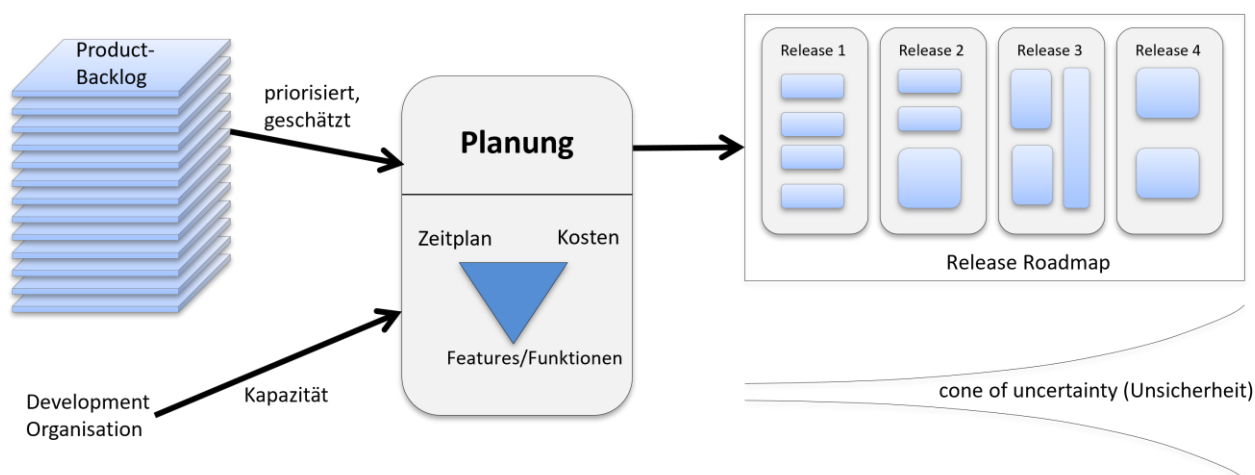 Product-
Backlog
priorisiert,
geschätzt
Development
Organisation
Kapazität
Planung
Zeitplan
Kosten
Features/Funktionen
Release 1
Release 2
Release 3
Release 4
Release Roadmap
cone of uncertainty (Unsicherheit)